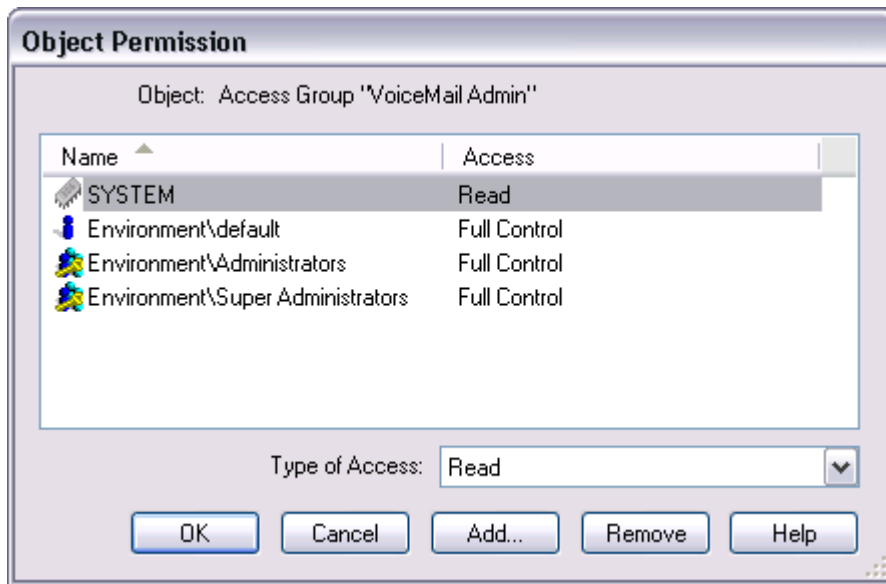 Object Permission
Object: Access Group "VoiceMail Admin"
Name Access
SYSTEM Read
Environment\default Full Control
Environment\Administrators Full Control
Environment\Super Administrators Full Control
Type of Access: Read
OK Cancel Add... Remove Help